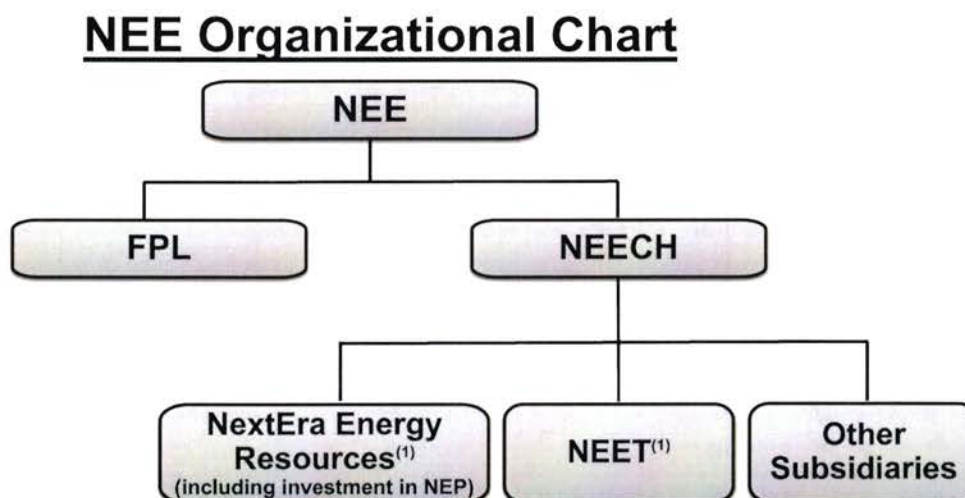 NEE Organizational Chart
NEE
FPL
NEECH
NextEra Energy
Resources(1)
(including investment in NEP)
NEET(1)
Other
Subsidiaries